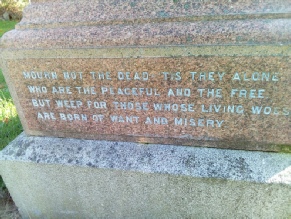 MOURN NOT THE DEAD 'TIS THEY ALONE
WHO ARE THE PEACEFUL AND THE FREE
BUT WEEP FOR THOSE WHOSE LIVING WOES
ARE BORN OF WANT AND MISERY